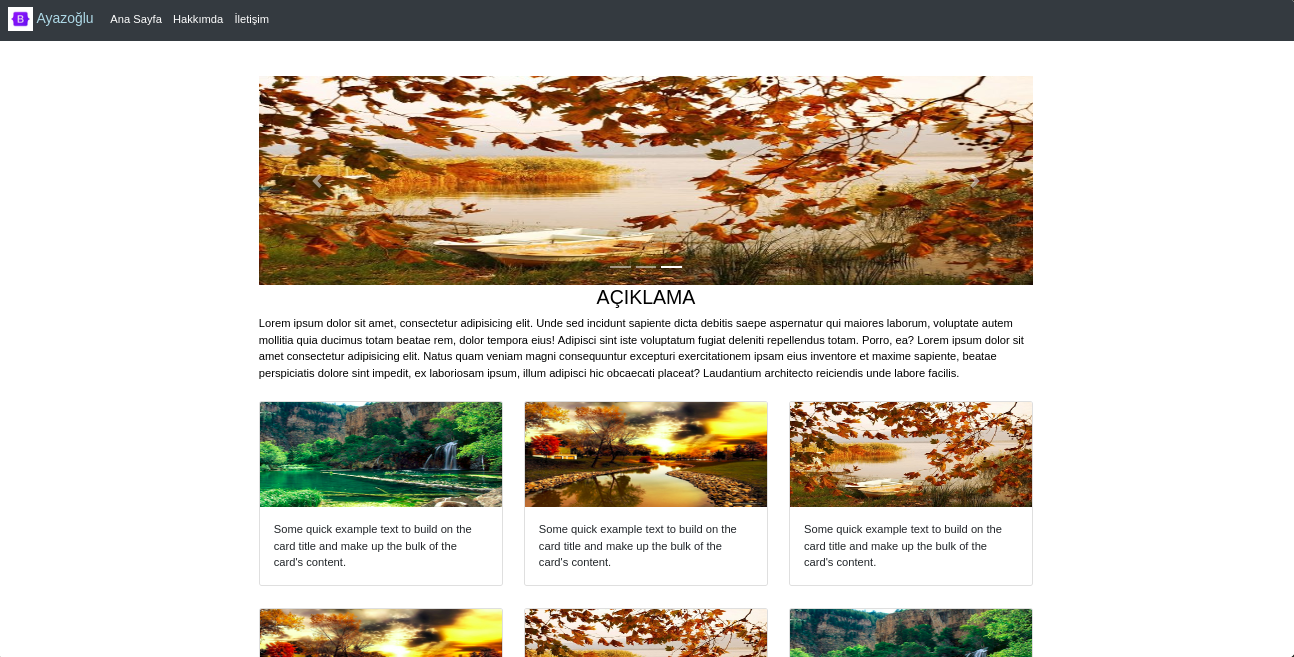 B Ayazoğlu Ana Sayfa Hakkımda İletişim
AÇIKLAMA
Lorem ipsum dolor sit amet, consectetur adipisicing elit. Unde sed incidunt sapiente dicta debitis saepe aspernatur qui maiores laborum, voluptate autem
mollitia quia ducimus totam beatae rem, dolor tempora eius! Adipisci sint iste voluptatum fugiat deleniti repellendus totam. Porro, ea? Lorem ipsum dolor sit
amet consectetur adipisicing elit. Natus quam veniam magni consequuntur excepturi exercitationem ipsam eius inventore et maxime sapiente, beatae
perspiciatis dolore sint impedit, ex laboriosam ipsum, illum adipisci hic obcaecati placeat? Laudantium architecto reiciendis unde labore facilis.
Some quick example text to build on the
card title and make up the bulk of the
card's content.
Some quick example text to build on the
card title and make up the bulk of the
card's content.
Some quick example text to build on the
card title and make up the bulk of the
card's content.